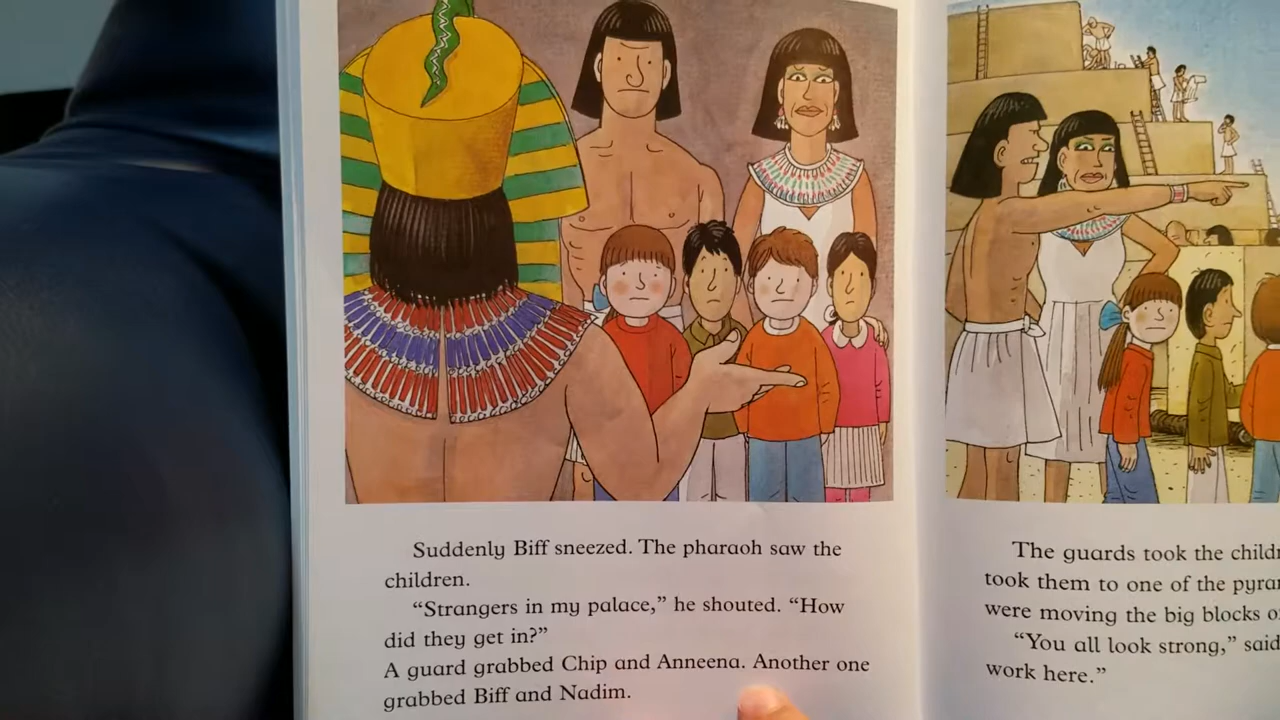 Suddenly Biff sneezed. The pharaoh saw the
children.
"Strangers in my palace," he shouted. "How
did they get in?"
A guard grabbed Chip and Anneena. Another one
grabbed Biff and Nadim.
The guards took the
took them to one of the
were moving the big blocks
"You all look strong," said
work here."